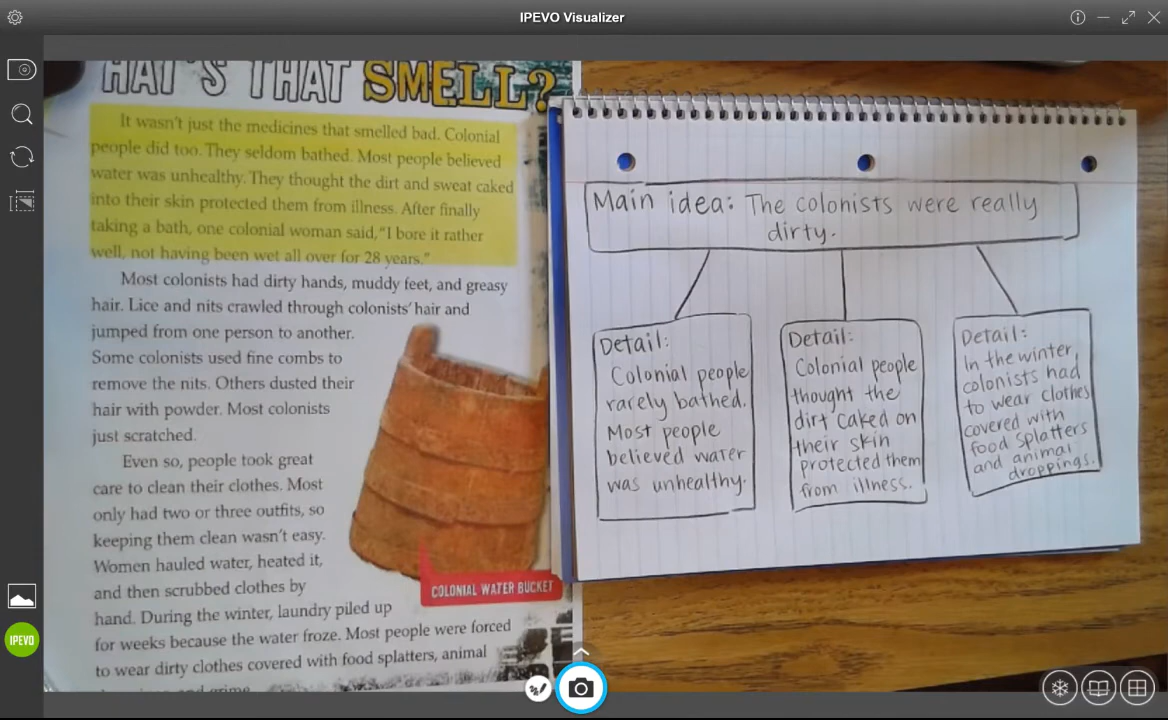 IPEVO Visualizer
HAT'S THAT SMELL?
It wasn't just the medicines that smelled bad. Colonial
people did too. They seldom bathed. Most people believed
water was unhealthy. They thought the dirt and sweat caked
into their skin protected them from illness. After finally
taking a bath, one colonial woman said, "I bore it rather
well, not having been wet all over for 28 years."
Most colonists had dirty hands, muddy feet, and greasy
hair. Lice and nits crawled through colonists' hair and
jumped from one person to another.
Some colonists used fine combs to
remove the nits. Others dusted their
hair with powder. Most colonists
just scratched.
Even so, people took great
care to clean their clothes. Most
only had two or three outfits, so
keeping them clean wasn't easy.
Women hauled water, heated it,
and then scrubbed clothes by
hand. During the winter, laundry piled up
for weeks because the water froze. Most people were forced
to wear dirty clothes covered with food splatters, animal
and grime.
COLONIAL WATER BUCKET
Main idea: The colonists were really
dirty.
Detail:
Colonial people
rarely bathed.
Most people
believed water
was unhealthy.
Detail:
Colonial people
thought the
dirt caked on
their skin
protected them
from illness.
Detail:
In the winter,
colonists had
to wear clothes
covered with
food splatters
and animal
droppings.
IPEVO